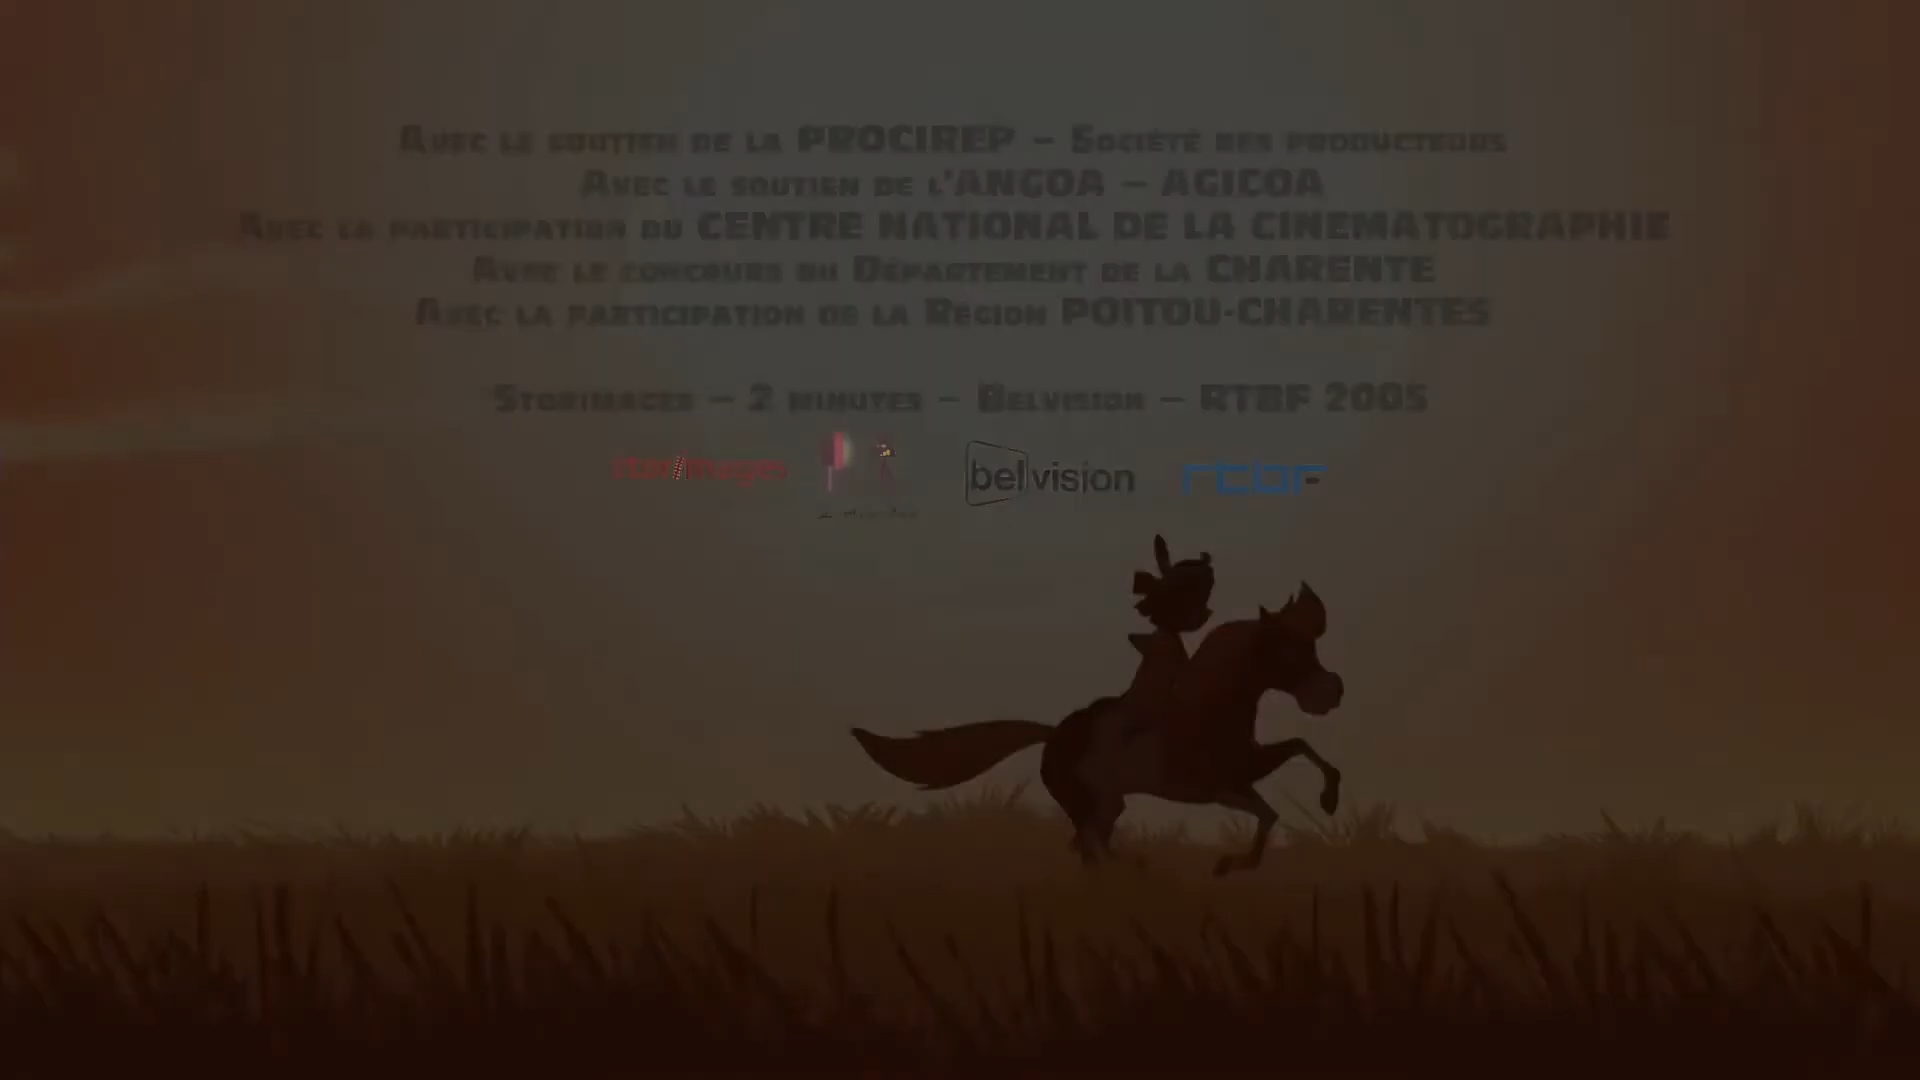 Avec le soutien de la PROCIREP – Société des producteurs
Avec le soutien de l'ANGOA – AGICOA
Avec la participation du CENTRE NATIONAL DE LA CINEMATOGRAPHIE
Avec le concours du Département de la CHARENTE
Avec la participation de la Region POITOU-CHARENTES
Storimages – 2 minutes – Belvision – RTBF 2005
storimages
belvision
rtbf